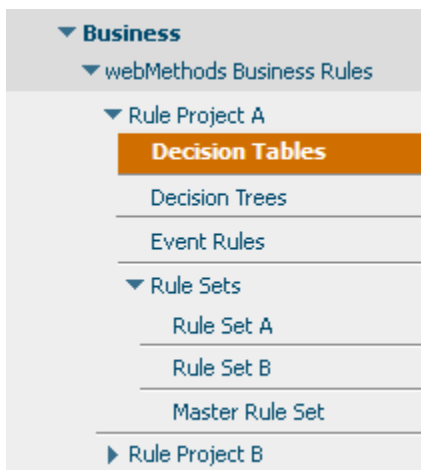 Business
webMethods Business Rules
Rule Project A
Decision Tables
Decision Trees
Event Rules
Rule Sets
Rule Set A
Rule Set B
Master Rule Set
Rule Project B